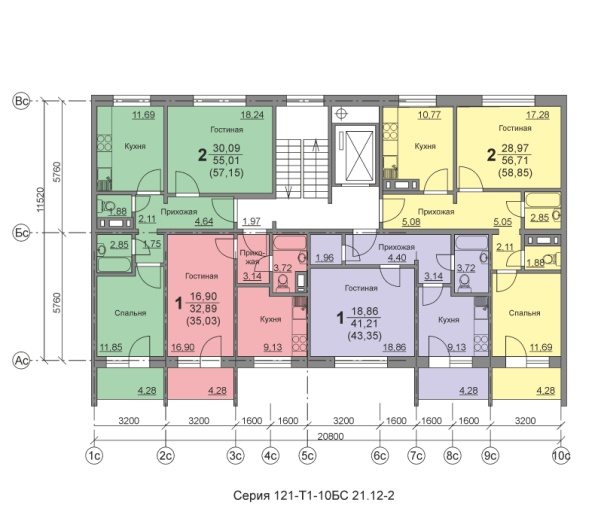 Вс
11.69
18.24
10.77
17.28
Гостиная
Гостиная
Кухня
Кухня
2 30,09
55,01
(57,15)
2 28,97
56,71
(58,85)
5760
11520
1.88
2.11
Прихожая
4.64
1.97
5.08
Прихожая
5.05
2.85
Бс
2.85
1.75
Прихо-
жая
3.14
3.72
1.96
Прихожая
4.40
3.14
3.72
2.11
1.88
Гостиная
Гостиная
1 16,90
32,89
(35,03)
1 18,86
41,21
(43,35)
5760
Спальня
Кухня
Кухня
Спальня
11.85
16.90
9.13
18.86
9.13
11.69
Ас
4.28
4.28
4.28
4.28
3200
3200
1600
1600
3200
1600
1600
3200
20800
1с
2с
3с
4с
5с
6с
7с
8с
9с
10с
Серия 121-Т1-10БС 21.12-2